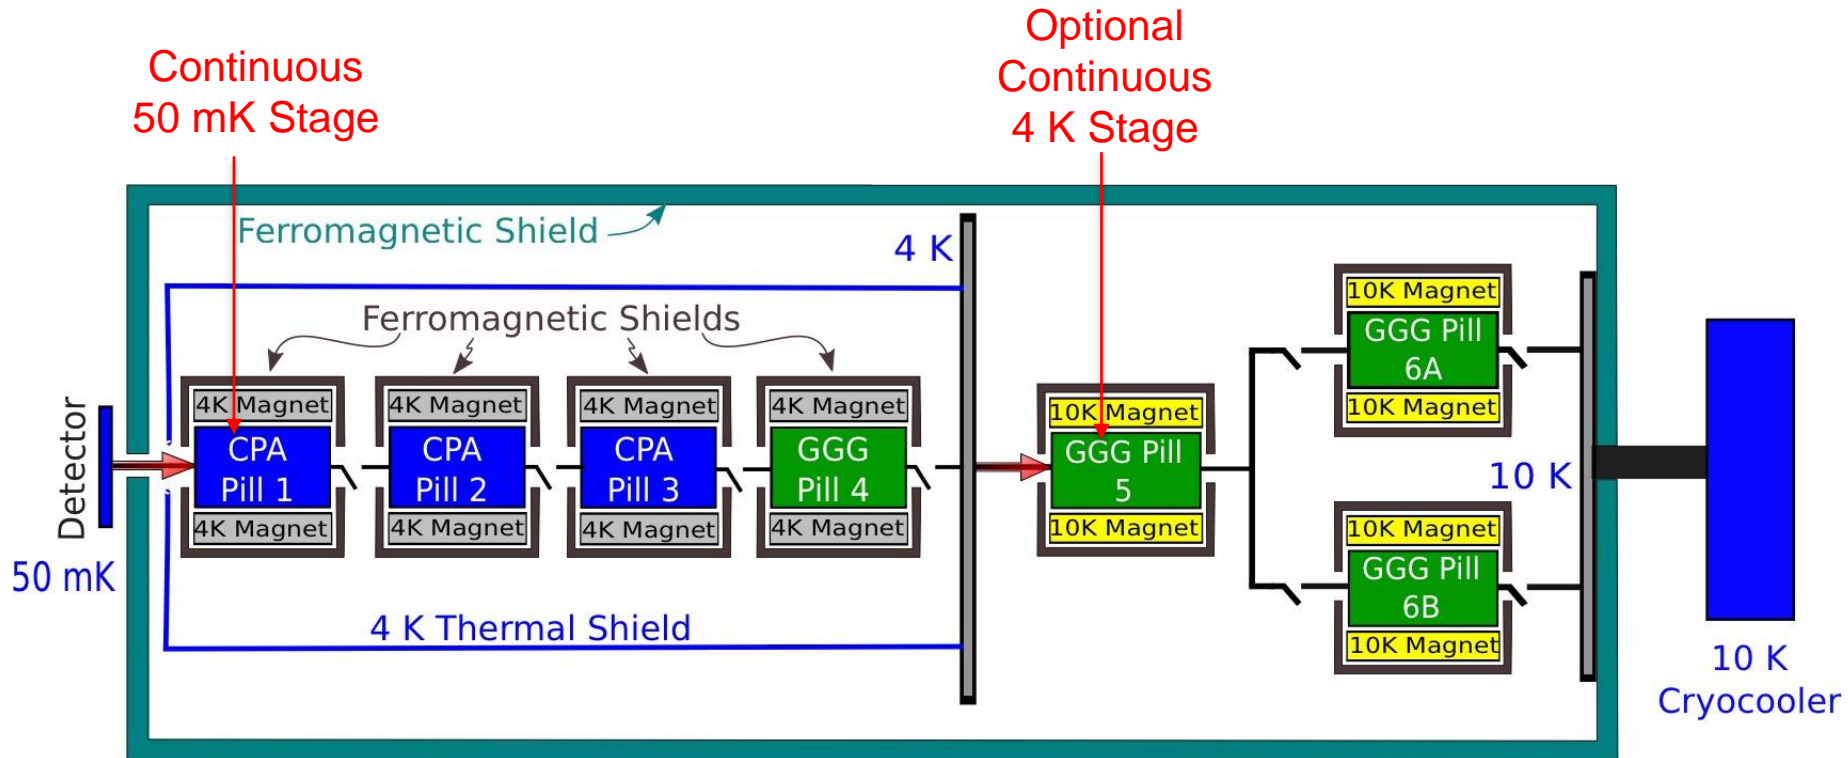 Continuous
50 mK Stage
Optional
Continuous
4 K Stage
Ferromagnetic Shield
4 K
Ferromagnetic Shields
Detector
50 mK
4K Magnet
CPA
Pill 1
4K Magnet
4K Magnet
CPA
Pill 2
4K Magnet
4K Magnet
CPA
Pill 3
4K Magnet
4K Magnet
GGG
Pill 4
4K Magnet
4 K Thermal Shield
10K Magnet
GGG Pill
5
10K Magnet
10K Magnet
GGG Pill
6A
10K Magnet
10K Magnet
GGG Pill
6B
10K Magnet
10 K
10 K
Cryocooler